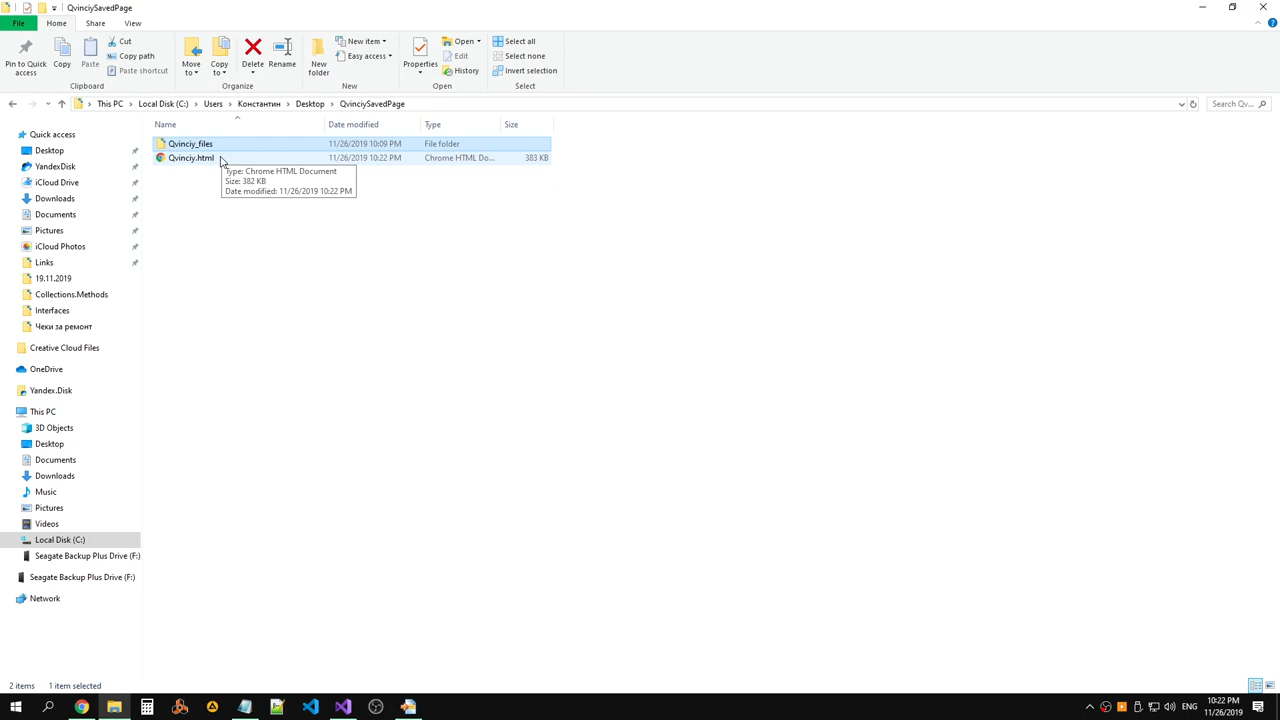 QvinciySavedPage
File Home Share View
Pin to Quick access
Copy
Paste
Cut
Copy path
Paste shortcut
Clipboard
Move to
Copy to
Delete
Rename
Organize
New folder
New item
Easy access
New
Properties
Open
Edit
History
Open
Select all
Select none
Invert selection
Select
This PC Local Disk (C:) Users Константин Desktop QvinciySavedPage
Search Qv...
Name Date modified Type Size
Qvinciy_files 11/26/2019 10:09 PM File folder
Qvinciy.html 11/26/2019 10:22 PM Chrome HTML Do... 383 KB
Type: Chrome HTML Document
Size: 382 KB
Date modified: 11/26/2019 10:22 PM
Quick access
Desktop
YandexDisk
iCloud Drive
Downloads
Documents
Pictures
iCloud Photos
Links
19.11.2019
Collections.Methods
Interfaces
Чеки за ремонт
Creative Cloud Files
OneDrive
Yandex.Disk
This PC
3D Objects
Desktop
Documents
Downloads
Music
Pictures
Videos
Local Disk (C:)
Seagate Backup Plus Drive (F:)
Seagate Backup Plus Drive (F:)
Network
2 items 1 item selected
ENG
10:22 PM
11/26/2019